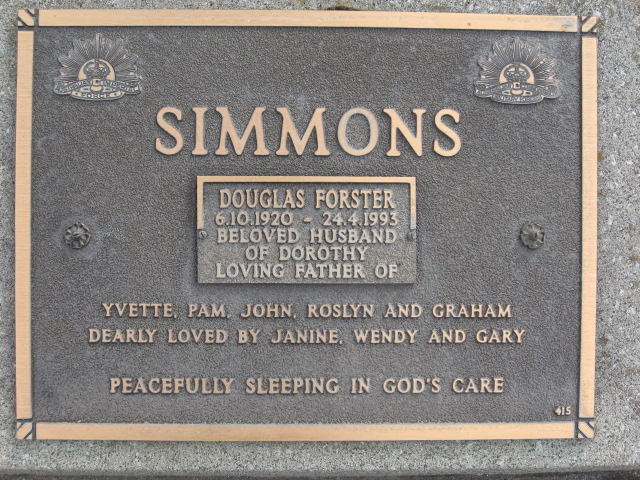 SIMMONS
DOUGLAS FORSTER
6.10.1920 - 24.4.1993
BELOVED HUSBAND
OF DOROTHY
LOVING FATHER OF
YVETTE, PAM, JOHN, ROSLYN AND GRAHAM
DEARLY LOVED BY JANINE, WENDY AND GARY
PEACEFULLY SLEEPING IN GOD'S CARE
415